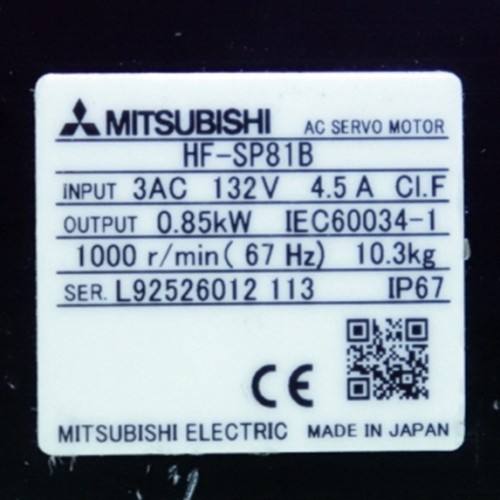 MITSUBISHI AC SERVO MOTOR
HF-SP81B
INPUT 3AC 132V 4.5 A Cl.F
OUTPUT 0.85kW IEC60034-1
1000 r/min( 67 Hz) 10.3kg
SER. L92526012 113 IP67
CE
MITSUBISHI ELECTRIC MADE IN JAPAN